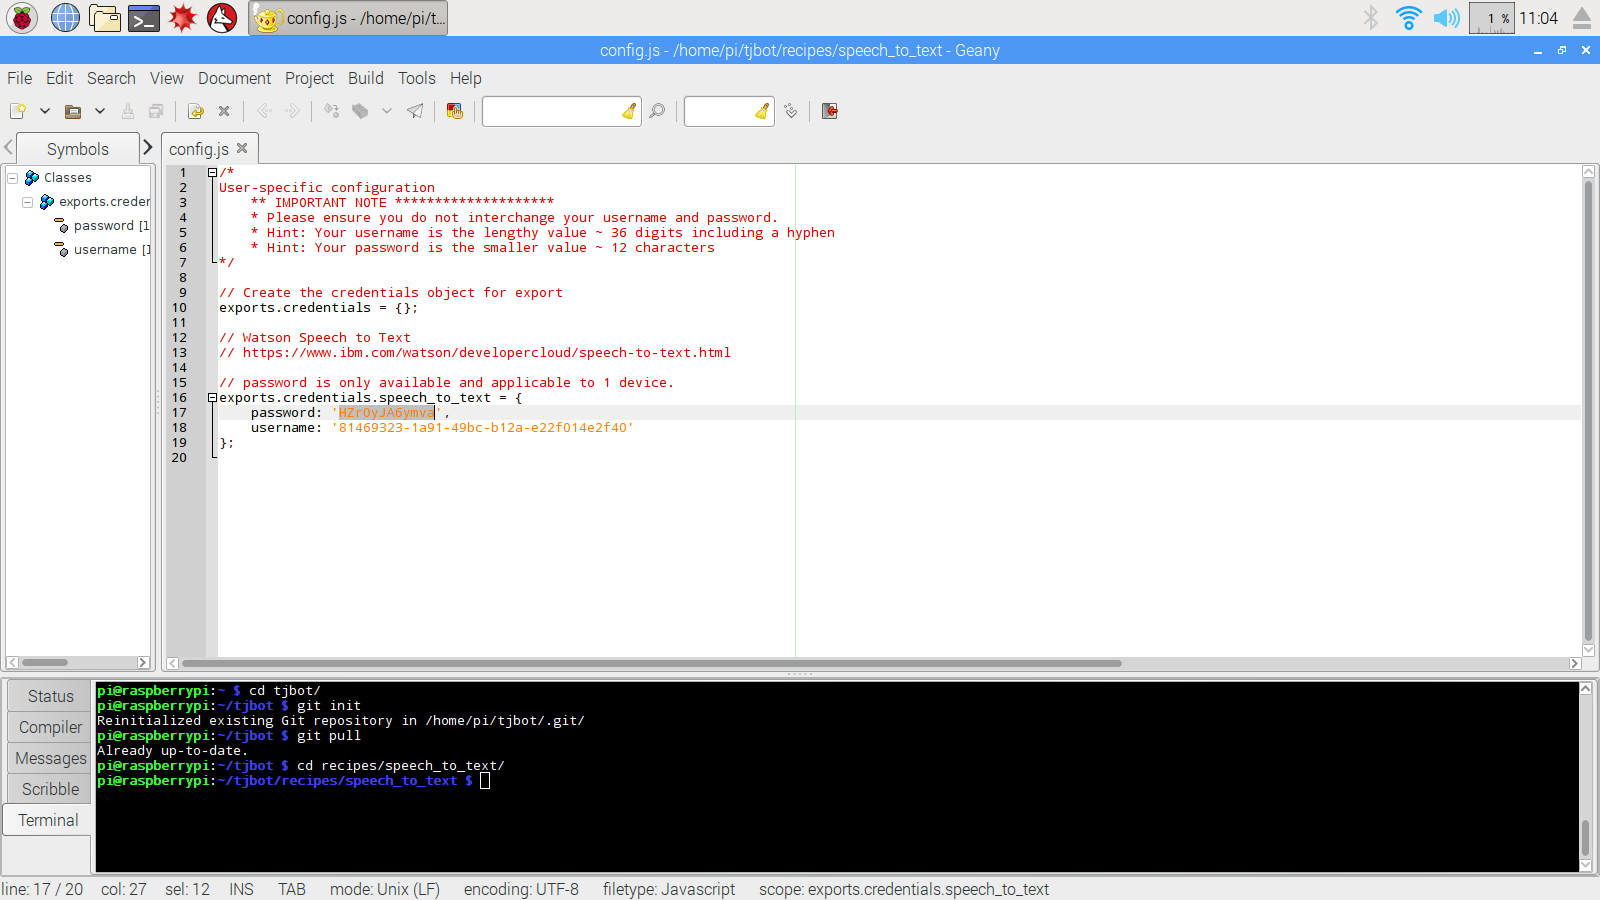 config.js - /home/pi/t...
1 %
11:04
config.js - /home/pi/tjbot/recipes/speech_to_text - Geany
File Edit Search View Document Project Build Tools Help
Symbols
config.js
Classes
exports.creder
password [1
username [1
1 /*
2 User-specific configuration
3 ** IMPORTANT NOTE ********************
4 * Please ensure you do not interchange your username and password.
5 * Hint: Your username is the lengthy value ~ 36 digits including a hyphen
6 * Hint: Your password is the smaller value ~ 12 characters
7 */
8
9 // Create the credentials object for export
10 exports.credentials = {};
11
12 // Watson Speech to Text
13 // https://www.ibm.com/watson/developercloud/speech-to-text.html
14
15 // password is only available and applicable to 1 device.
16 exports.credentials.speech_to_text = {
17 password: 'HZrOyJA6ymva',
18 username: '81469323-1a91-49bc-b12a-e22f014e2f40'
19 };
20
Status
Compiler
Messages
Scribble
Terminal
pi@raspberrypi:~ $ cd tjbot/
pi@raspberrypi:~/tjbot $ git init
Reinitialized existing Git repository in /home/pi/tjbot/.git/
pi@raspberrypi:~/tjbot $ git pull
Already up-to-date.
pi@raspberrypi:~/tjbot $ cd recipes/speech_to_text/
pi@raspberrypi:~/tjbot/recipes/speech_to_text $
line: 17 / 20 col: 27 sel: 12 INS TAB mode: Unix (LF) encoding: UTF-8 filetype: Javascript scope: exports.credentials.speech_to_text